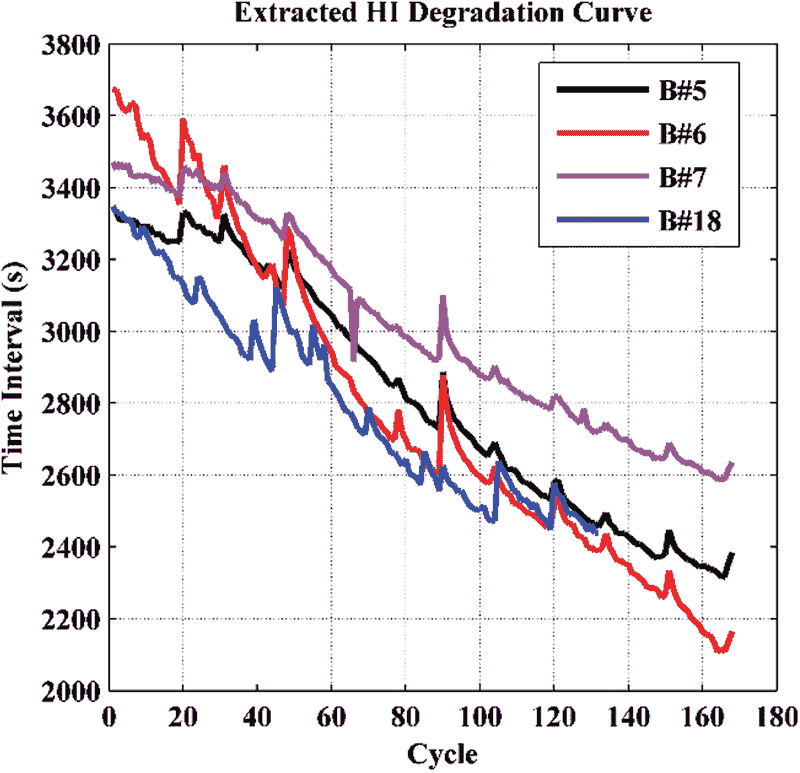 Extracted HI Degradation Curve
3800
3600
3400
3200
3000
2800
2600
2400
2200
2000
Time Interval (s)
B#5
B#6
B#7
B#18
0 20 40 60 80 100 120 140 160 180
Cycle